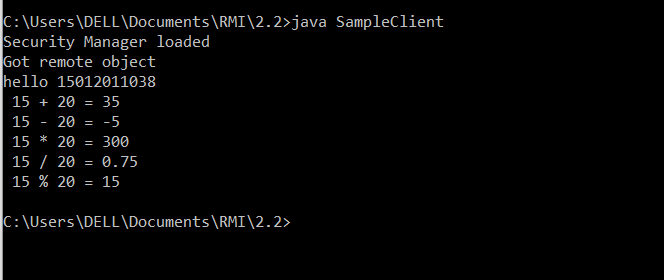 C:\Users\DELL\Documents\RMI\2.2>java SampleClient
Security Manager loaded
Got remote object
hello 15012011038
15 + 20 = 35
15 - 20 = -5
15 * 20 = 300
15 / 20 = 0.75
15 % 20 = 15
C:\Users\DELL\Documents\RMI\2.2>